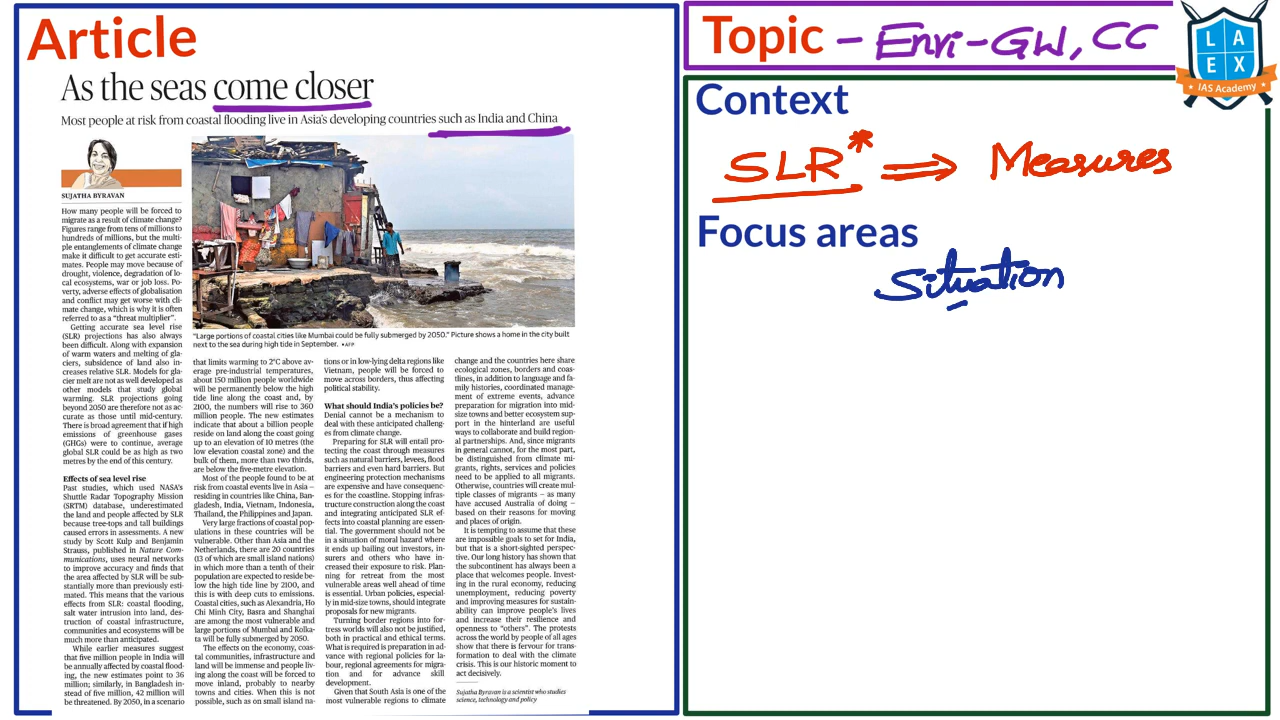 Article
As the seas come closer
Most people at risk from coastal flooding live in Asia's developing countries such as India and China
SUJATHA BYRAVAN
How many people will be forced to
migrate as a result of climate change?
Figures range from tens of millions to
hundreds of millions, but the multi-
ple entanglements of climate change
make it difficult to get accurate esti-
mates. People may move because of
drought, violence, degradation of lo-
cal ecosystems, war or job loss. Po-
verty, adverse effects of globalisation
and conflict may get worse with cli-
mate change, which is why it is often
referred to as a "threat multiplier".
Getting accurate sea level rise
(SLR) projections has also always
been difficult. Along with expansion
of warm waters and melting of gla-
ciers, subsidence of land also in-
creases relative SLR. Models for gla-
cier melt are not as well developed as
other models that study global
warming. SLR projections going
beyond 2050 are therefore not as ac-
curate as those until mid-century.
There is broad agreement that if high
emissions of greenhouse gases
(GHGs) were to continue, average
global SLR could be as high as two
metres by the end of this century.
Effects of sea level rise
Past studies, which used NASA's
Shuttle Radar Topography Mission
(SRTM) database, underestimated
the land and people affected by SLR
because tree-tops and tall buildings
caused errors in assessments. A new
study by Scott Kulp and Benjamin
Strauss, published in Nature Com-
munications, uses neural networks
to improve accuracy and finds that
the area affected by SLR will be sub-
stantially more than previously esti-
mated. This means that the various
effects from SLR: coastal flooding,
salt water intrusion into land, des-
truction of coastal infrastructure,
communities and ecosystems will be
much more than anticipated.
While earlier measures suggest
that five million people in India will
be annually affected by coastal flood-
ing, the new estimates point to 36
million; similarly, in Bangladesh in-
stead of five million, 42 million will
be threatened. By 2050, in a scenario
"Large portions of coastal cities like Mumbai could be fully submerged by 2050." Picture shows a home in the city built
next to the sea during high tide in September. • AFP
that limits warming to 2°C above av-
erage pre-industrial temperatures,
about 150 million people worldwide
will be permanently below the high
tide line along the coast and, by
2100, the numbers will rise to 360
million people. The new estimates
indicate that about a billion people
reside on land along the coast going
up to an elevation of 10 metres (the
low elevation coastal zone) and the
bulk of them, more than two thirds,
are below the five-metre elevation.
Most of the people found to be at
risk from coastal events live in Asia —
residing in countries like China, Ban-
gladesh, India, Vietnam, Indonesia,
Thailand, the Philippines and Japan.
Very large fractions of coastal pop-
ulations in these countries will be
vulnerable. Other than Asia and the
Netherlands, there are 20 countries
(13 of which are small island nations)
in which more than a tenth of their
population are expected to reside be-
low the high tide line by 2100, and
this is with deep cuts to emissions.
Coastal cities, such as Alexandria, Ho
Chi Minh City, Basra and Shanghai
are among the most vulnerable and
large portions of Mumbai and Kolka-
ta will be fully submerged by 2050.
The effects on the economy, coas-
tal communities, infrastructure and
land will be immense and people liv-
ing along the coast will be forced to
move inland, probably to nearby
towns and cities. When this is not
possible, such as on small island na-
tions or in low-lying delta regions like
Vietnam, people will be forced to
move across borders, thus affecting
political stability.
What should India's policies be?
Denial cannot be a mechanism to
deal with these anticipated challeng-
es from climate change.
Preparing for SLR will entail pro-
tecting the coast through measures
such as natural barriers, levees, flood
barriers and even hard barriers. But
engineering protection mechanisms
are expensive and have consequenc-
es for the coastline. Stopping infras-
tructure construction along the coast
and integrating anticipated SLR ef-
fects into coastal planning are essen-
tial. The government should not be
in a situation of moral hazard where
it ends up bailing out investors, in-
surers and others who have in-
creased their exposure to risk. Plan-
ning for retreat from the most
vulnerable areas well ahead of time
is essential. Urban policies, especial-
ly in mid-size towns, should integrate
proposals for new migrants.
Turning border regions into for-
tress worlds will also not be justified,
both in practical and ethical terms.
What is required is preparation in ad-
vance with regional policies for la-
bour, regional agreements for migra-
tion and for advance skill
development.
Given that South Asia is one of the
most vulnerable regions to climate
change and the countries here share
ecological zones, borders and coas-
tlines, in addition to language and fa-
mily histories, coordinated manage-
ment of extreme events, advance
preparation for migration into mid-
size towns and better ecosystem sup-
port in the hinterland are useful
ways to collaborate and build region-
al partnerships. And, since migrants
in general cannot, for the most part,
be distinguished from climate mi-
grants, rights, services and policies
need to be applied to all migrants.
Otherwise, countries will create mul-
tiple classes of migrants — as many
have accused Australia of doing —
based on their reasons for moving
and places of origin.
It is tempting to assume that these
are impossible goals to set for India,
but that is a short-sighted perspec-
tive. Our long history has shown that
the subcontinent has always been a
place that welcomes people. Invest-
ing in the rural economy, reducing
unemployment, reducing poverty
and improving measures for sustain-
ability can improve people's lives
and increase their resilience and
openness to "others". The protests
across the world by people of all ages
show that there is fervour for trans-
formation to deal with the climate
crisis. This is our historic moment to
act decisively.
Sujatha Byravan is a scientist who studies
science, technology and policy
Topic - Envi-GW, CC
LA
EX
IAS Academy
Context
SLR* ⇒ Measures
Focus areas
Situation